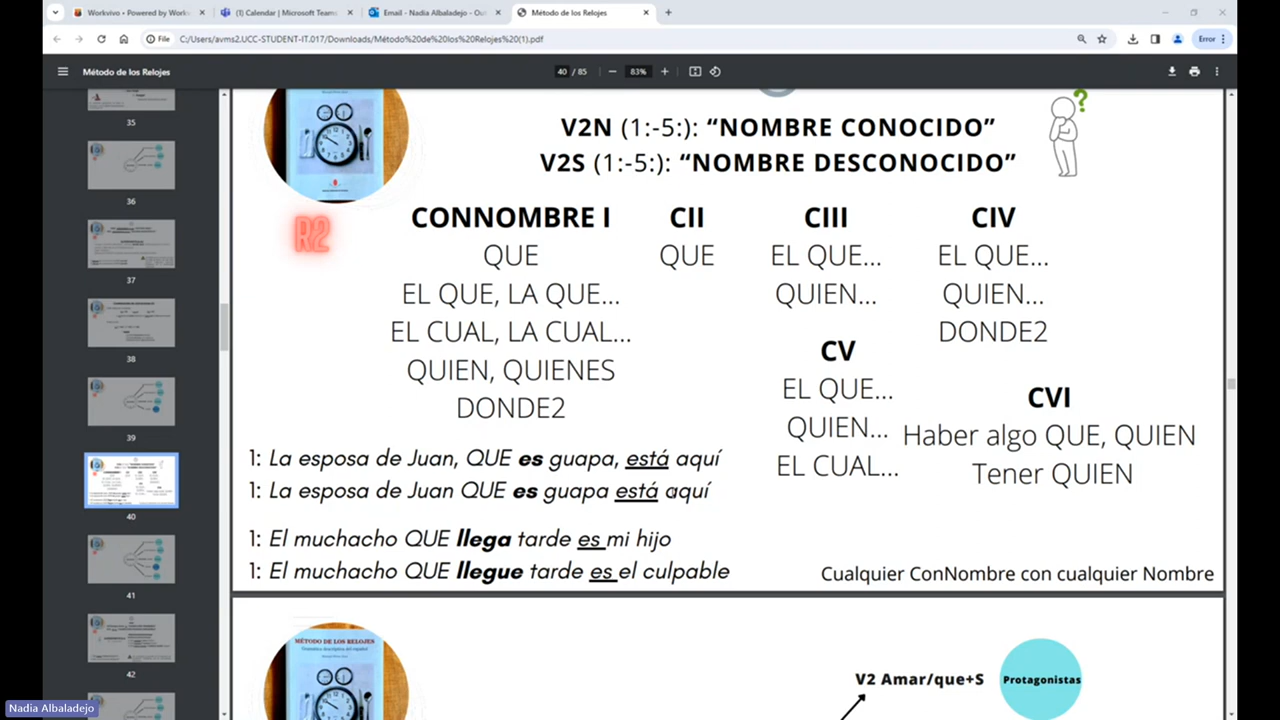 Workvivo • Powered by Work
(1) Calendar | Microsoft Teams
Email - Nadia Albaladejo - Ou
Método de los Relojes
File
C:/Users/avms2.UCC-STUDENT-IT.017/Downloads/Método%20de%20los%20Relojes%20(1).pdf
Error
Método de los Relojes
40 / 85
83%
35
36
37
38
39
40
41
42
V2N (1:-5:): “NOMBRE CONOCIDO”
V2S (1:-5:): “NOMBRE DESCONOCIDO”
?
R2
CONNOMBRE I
QUE
EL QUE, LA QUE...
EL CUAL, LA CUAL...
QUIEN, QUIENES
DONDE2
CII
QUE
CIII
EL QUE...
QUIEN...
CIV
EL QUE...
QUIEN...
DONDE2
CV
EL QUE...
QUIEN...
EL CUAL...
CVI
Haber algo QUE, QUIEN
Tener QUIEN
1: La esposa de Juan, QUE es guapa, está aquí
1: La esposa de Juan QUE es guapa está aquí
1: El muchacho QUE llega tarde es mi hijo
1: El muchacho QUE llegue tarde es el culpable
Cualquier ConNombre con cualquier Nombre
MÉTODO DE LOS RELOJES
V2 Amar/que+S
Protagonistas
Nadia Albaladejo